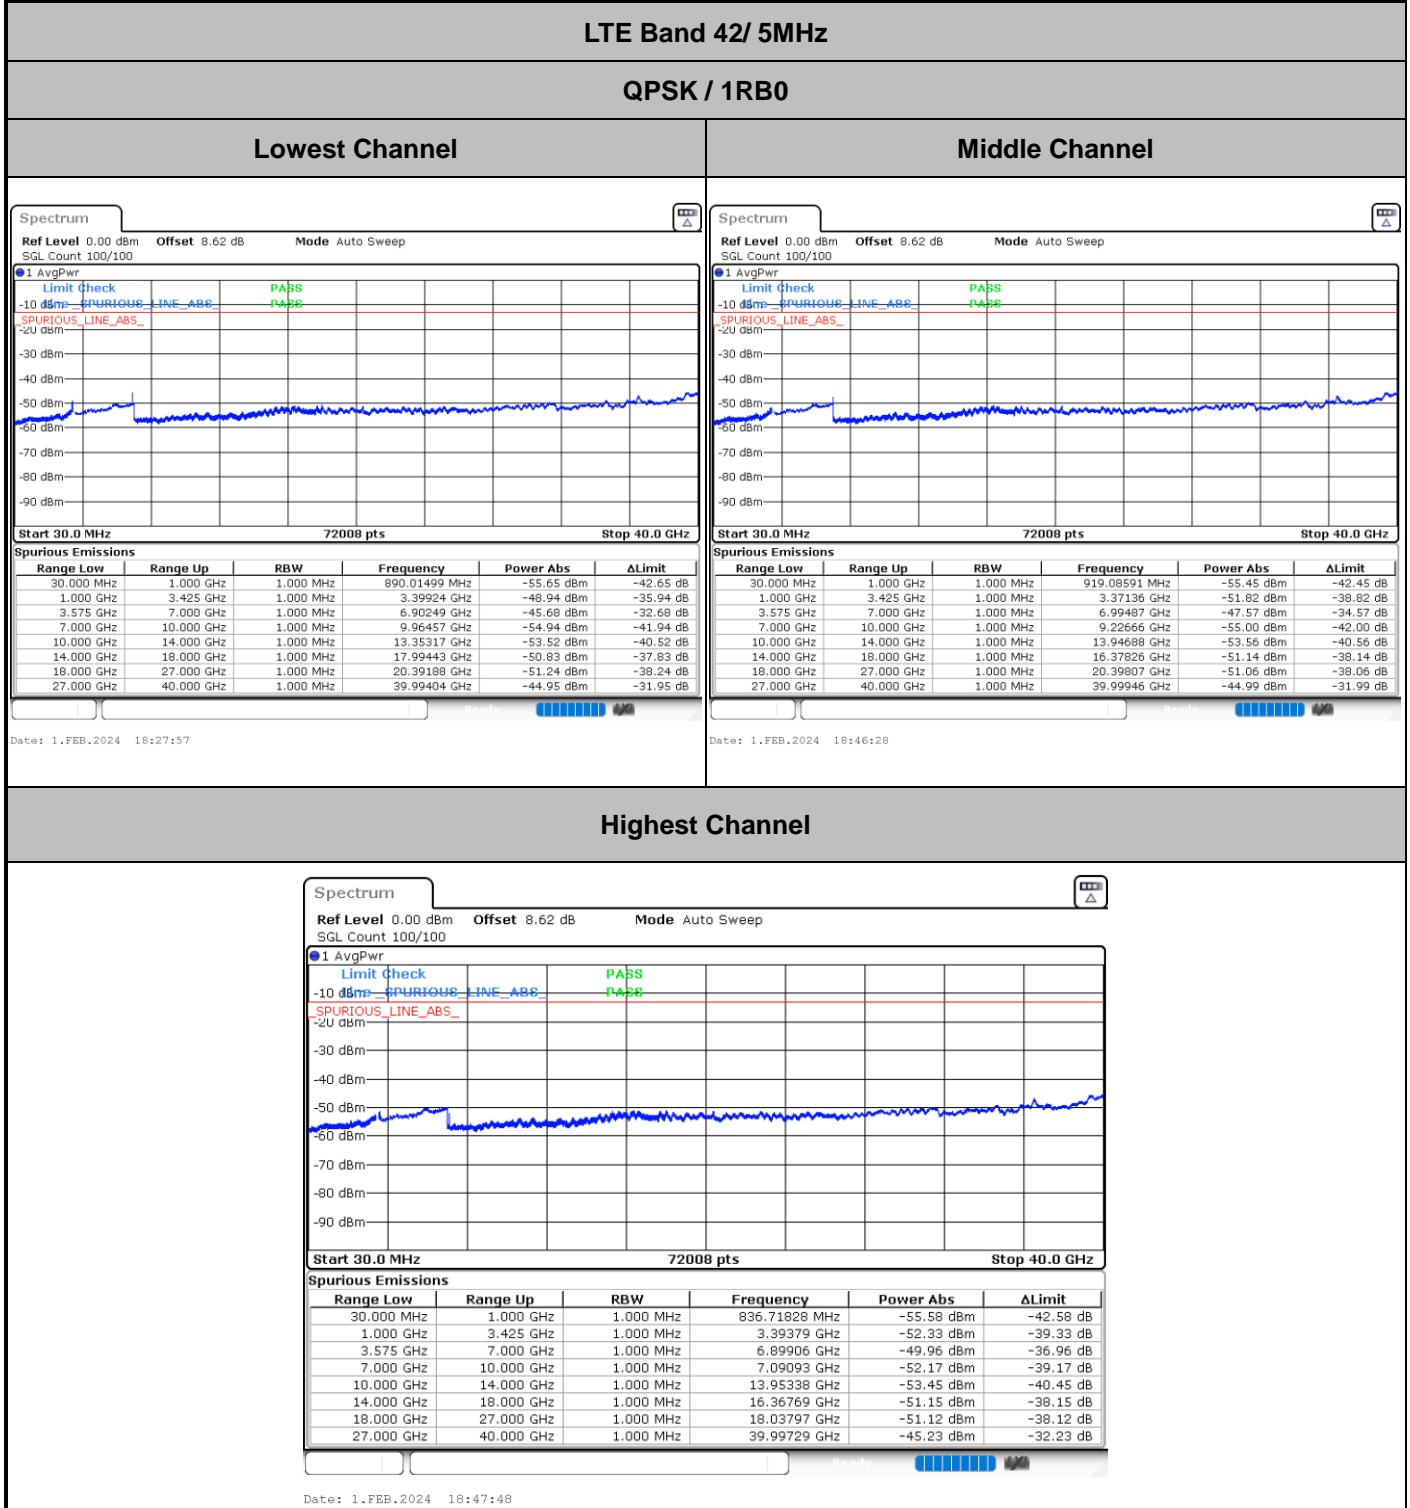 LTE Band 42/ 5MHz
QPSK / 1RB0
Lowest Channel
Middle Channel
Spectrum
Ref Level 0.00 dBm Offset 8.62 dB Mode Auto Sweep
SGL Count 100/100
1 AvgPwr
Limit Check PASS
-10 dBm Line _SPURIOUS_LINE_ABS_ PASS
_SPURIOUS_LINE_ABS_
-20 dBm
-30 dBm
-40 dBm
-50 dBm
-60 dBm
-70 dBm
-80 dBm
-90 dBm
Start 30.0 MHz 72008 pts Stop 40.0 GHz
Spurious Emissions
Range Low Range Up RBW Frequency Power Abs ΔLimit
30.000 MHz 1.000 GHz 1.000 MHz 890.01499 MHz -55.65 dBm -42.65 dB
1.000 GHz 3.425 GHz 1.000 MHz 3.39924 GHz -48.94 dBm -35.94 dB
3.575 GHz 7.000 GHz 1.000 MHz 6.90249 GHz -45.68 dBm -32.68 dB
7.000 GHz 10.000 GHz 1.000 MHz 9.96457 GHz -54.94 dBm -41.94 dB
10.000 GHz 14.000 GHz 1.000 MHz 13.35317 GHz -53.52 dBm -40.52 dB
14.000 GHz 18.000 GHz 1.000 MHz 17.99443 GHz -50.83 dBm -37.83 dB
18.000 GHz 27.000 GHz 1.000 MHz 20.39188 GHz -51.24 dBm -38.24 dB
27.000 GHz 40.000 GHz 1.000 MHz 39.99404 GHz -44.95 dBm -31.95 dB
Ready
Date: 1.FEB.2024 18:27:57
Spectrum
Ref Level 0.00 dBm Offset 8.62 dB Mode Auto Sweep
SGL Count 100/100
1 AvgPwr
Limit Check PASS
-10 dBm Line _SPURIOUS_LINE_ABS_ PASS
_SPURIOUS_LINE_ABS_
-20 dBm
-30 dBm
-40 dBm
-50 dBm
-60 dBm
-70 dBm
-80 dBm
-90 dBm
Start 30.0 MHz 72008 pts Stop 40.0 GHz
Spurious Emissions
Range Low Range Up RBW Frequency Power Abs ΔLimit
30.000 MHz 1.000 GHz 1.000 MHz 919.08591 MHz -55.45 dBm -42.45 dB
1.000 GHz 3.425 GHz 1.000 MHz 3.37136 GHz -51.82 dBm -38.82 dB
3.575 GHz 7.000 GHz 1.000 MHz 6.99487 GHz -47.57 dBm -34.57 dB
7.000 GHz 10.000 GHz 1.000 MHz 9.22666 GHz -55.00 dBm -42.00 dB
10.000 GHz 14.000 GHz 1.000 MHz 13.94688 GHz -53.56 dBm -40.56 dB
14.000 GHz 18.000 GHz 1.000 MHz 16.37826 GHz -51.14 dBm -38.14 dB
18.000 GHz 27.000 GHz 1.000 MHz 20.39807 GHz -51.06 dBm -38.06 dB
27.000 GHz 40.000 GHz 1.000 MHz 39.99946 GHz -44.99 dBm -31.99 dB
Ready
Date: 1.FEB.2024 18:46:28
Highest Channel
Spectrum
Ref Level 0.00 dBm Offset 8.62 dB Mode Auto Sweep
SGL Count 100/100
1 AvgPwr
Limit Check PASS
-10 dBm Line _SPURIOUS_LINE_ABS_ PASS
_SPURIOUS_LINE_ABS_
-20 dBm
-30 dBm
-40 dBm
-50 dBm
-60 dBm
-70 dBm
-80 dBm
-90 dBm
Start 30.0 MHz 72008 pts Stop 40.0 GHz
Spurious Emissions
Range Low Range Up RBW Frequency Power Abs ΔLimit
30.000 MHz 1.000 GHz 1.000 MHz 836.71828 MHz -55.58 dBm -42.58 dB
1.000 GHz 3.425 GHz 1.000 MHz 3.39379 GHz -52.33 dBm -39.33 dB
3.575 GHz 7.000 GHz 1.000 MHz 6.89906 GHz -49.96 dBm -36.96 dB
7.000 GHz 10.000 GHz 1.000 MHz 7.09093 GHz -52.17 dBm -39.17 dB
10.000 GHz 14.000 GHz 1.000 MHz 13.95338 GHz -53.45 dBm -40.45 dB
14.000 GHz 18.000 GHz 1.000 MHz 16.36769 GHz -51.15 dBm -38.15 dB
18.000 GHz 27.000 GHz 1.000 MHz 18.03797 GHz -51.12 dBm -38.12 dB
27.000 GHz 40.000 GHz 1.000 MHz 39.99729 GHz -45.23 dBm -32.23 dB
Ready
Date: 1.FEB.2024 18:47:48